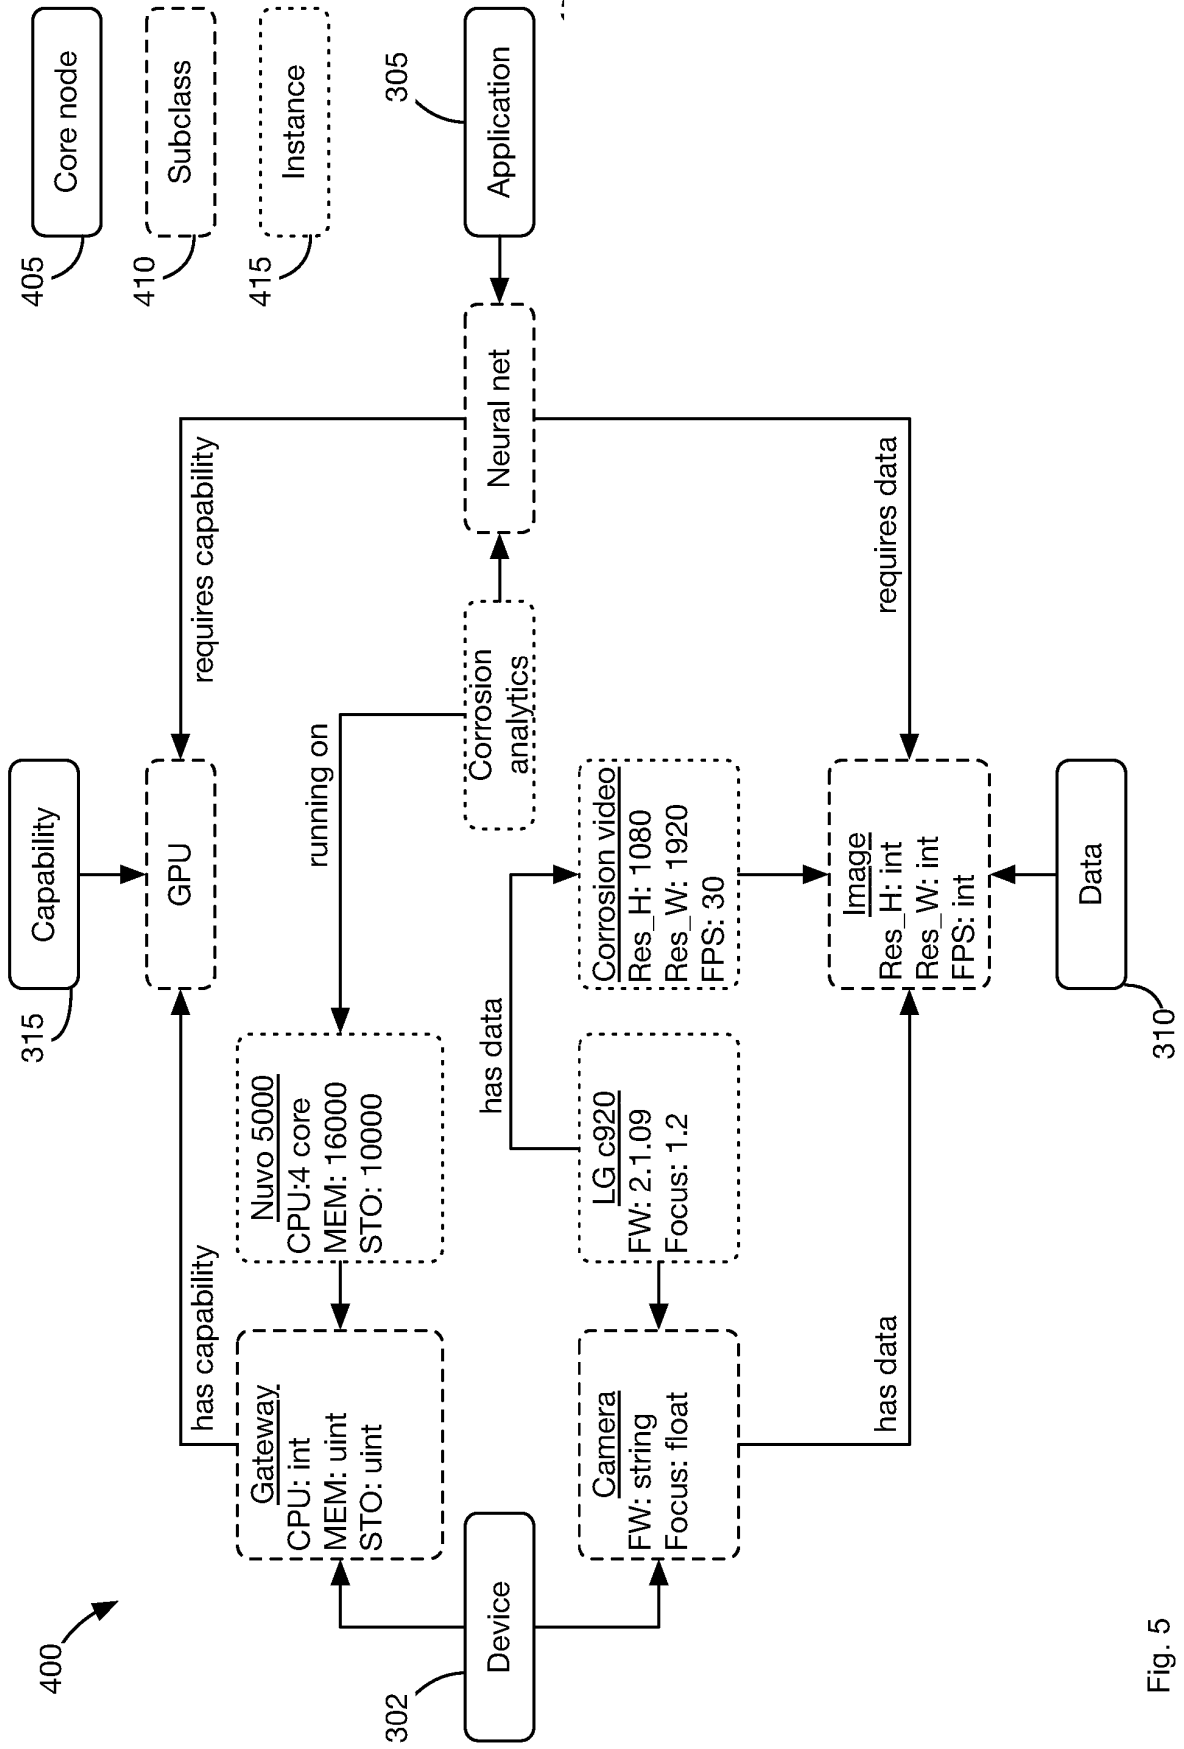 400
315
Capability
405
Core node
GPU
410
Subclass
has capability
requires capability
415
Instance
Gateway
CPU: int
MEM: uint
STO: uint
Nuvo 5000
CPU:4 core
MEM: 16000
STO: 10000
running on
302
Device
Corrosion
analytics
Neural net
305
Application
has data
Camera
FW: string
Focus: float
LG c920
FW: 2.1.09
Focus: 1.2
Corrosion video
Res_H: 1080
Res_W: 1920
FPS: 30
has data
requires data
Image
Res_H: int
Res_W: int
FPS: int
Data
310
Fig. 5